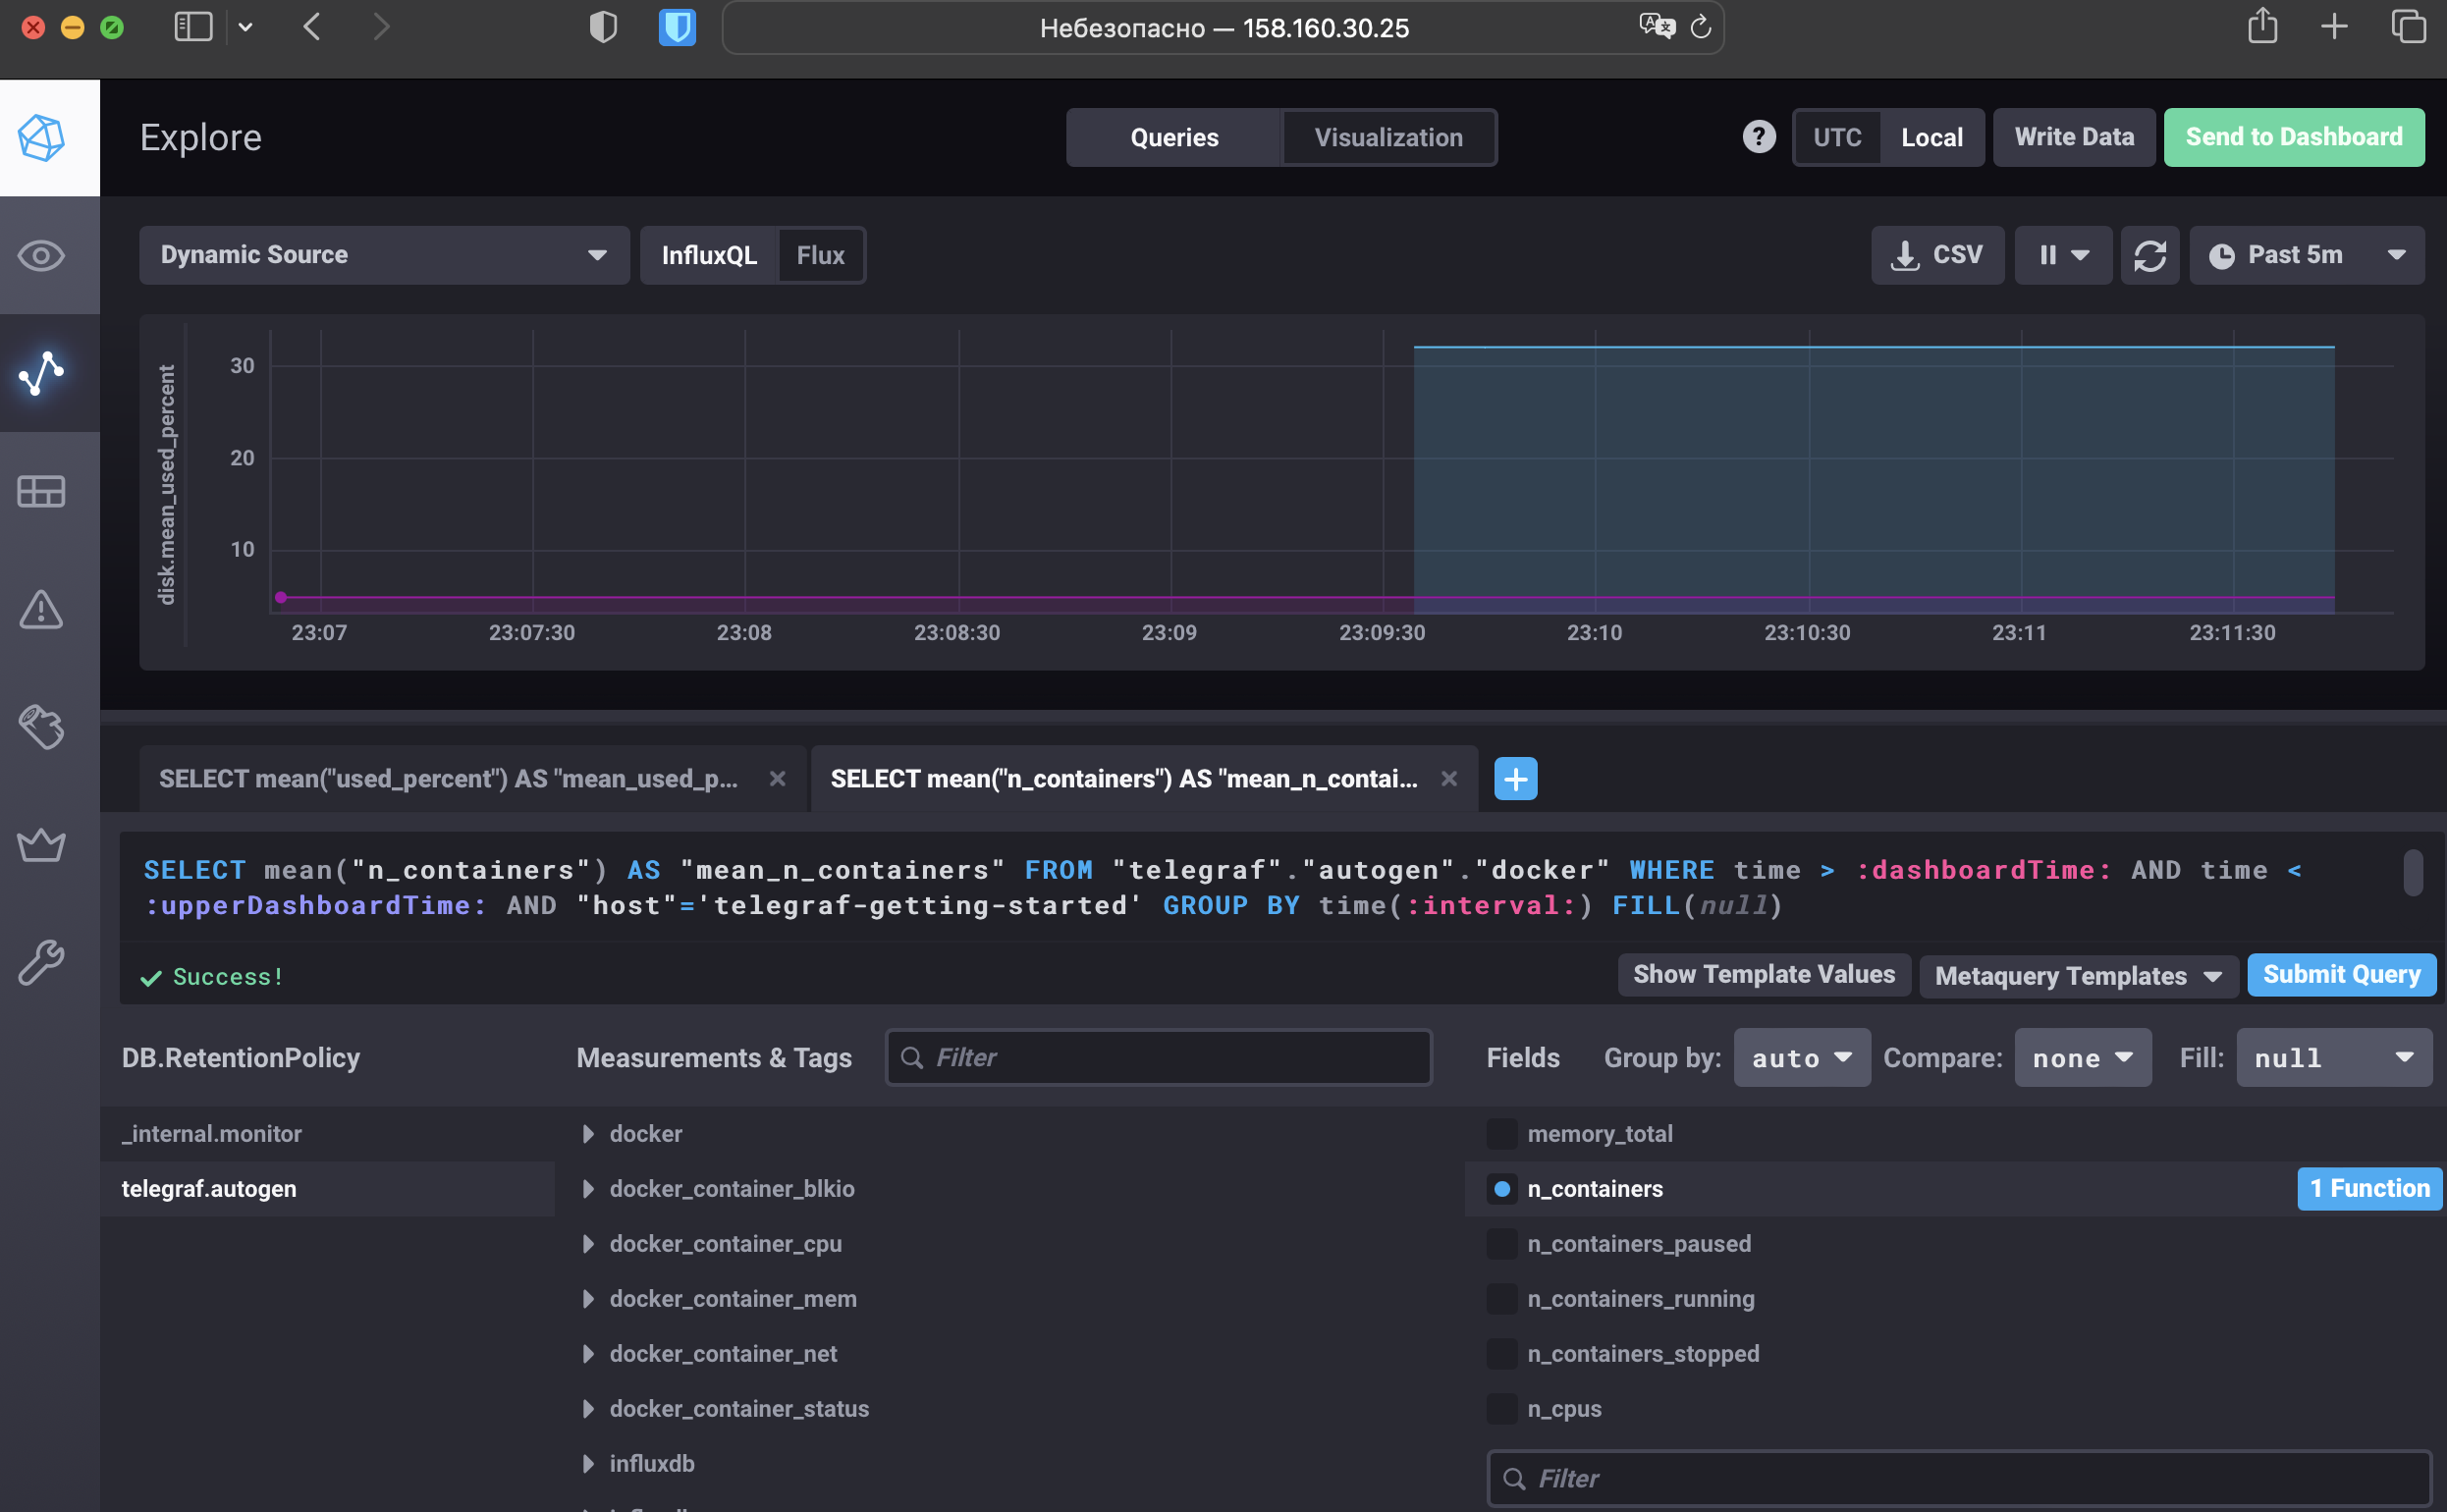 Небезопасно — 158.160.30.25
Explore
Queries
Visualization
?
UTC
Local
Write Data
Send to Dashboard
Dynamic Source
InfluxQL
Flux
CSV
Past 5m
disk.mean_used_percent
30
20
10
23:07
23:07:30
23:08
23:08:30
23:09
23:09:30
23:10
23:10:30
23:11
23:11:30
SELECT mean("used_percent") AS "mean_used_p...
SELECT mean("n_containers") AS "mean_n_contai...
SELECT mean("n_containers") AS "mean_n_containers" FROM "telegraf"."autogen"."docker" WHERE time > :dashboardTime: AND time <
:upperDashboardTime: AND "host"='telegraf-getting-started' GROUP BY time(:interval:) FILL(null)
Success!
Show Template Values
Metaquery Templates
Submit Query
DB.RetentionPolicy
Measurements & Tags
Filter
Fields
Group by:
auto
Compare:
none
Fill:
null
_internal.monitor
telegraf.autogen
docker
docker_container_blkio
docker_container_cpu
docker_container_mem
docker_container_net
docker_container_status
influxdb
memory_total
n_containers
1 Function
n_containers_paused
n_containers_running
n_containers_stopped
n_cpus
Filter